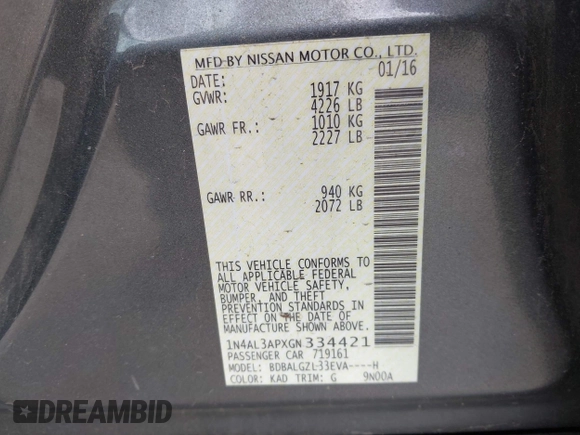 MFD BY NISSAN MOTOR CO., LTD.
DATE: 01/16
GVWR: 1917 KG
4226 LB
GAWR FR.: 1010 KG
2227 LB
GAWR RR.: 940 KG
2072 LB
THIS VEHICLE CONFORMS TO
ALL APPLICABLE FEDERAL
MOTOR VEHICLE SAFETY,
BUMPER, AND THEFT
PREVENTION STANDARDS IN
EFFECT ON THE DATE OF
MANUFACTURE SHOWN ABOVE.
1N4AL3APXGN334421
PASSENGER CAR 719161
MODEL: BDBALGZL33EVA----H
COLOR: KAD TRIM: G 9N00A
DREAMBID